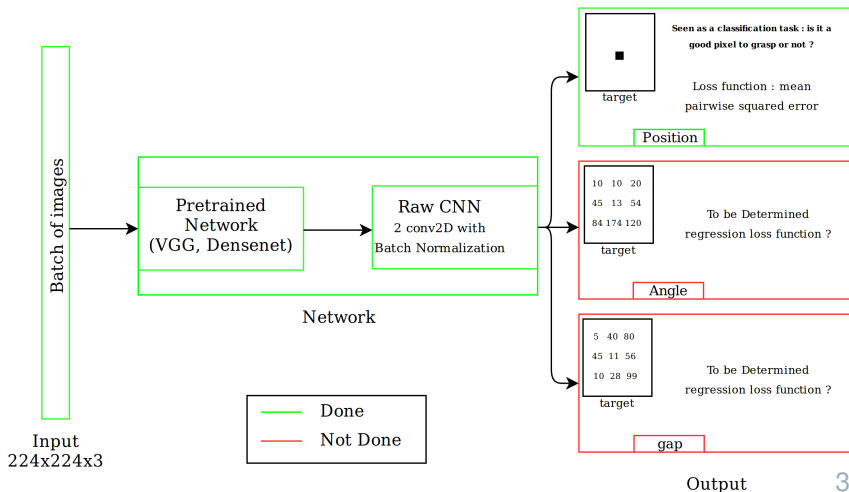 Batch of images
Input
224x224x3
Pretrained
Network
(VGG, Densenet)
Raw CNN
2 conv2D with
Batch Normalization
Network
Done
Not Done
target
Seen as a classification task : is it a
good pixel to grasp or not ?
Loss function : mean
pairwise squared error
Position
10 10 20
45 13 54
84 174 120
target
To be Determined
regression loss function ?
Angle
5 40 80
45 11 56
10 28 99
target
To be Determined
regression loss function ?
gap
Output
3